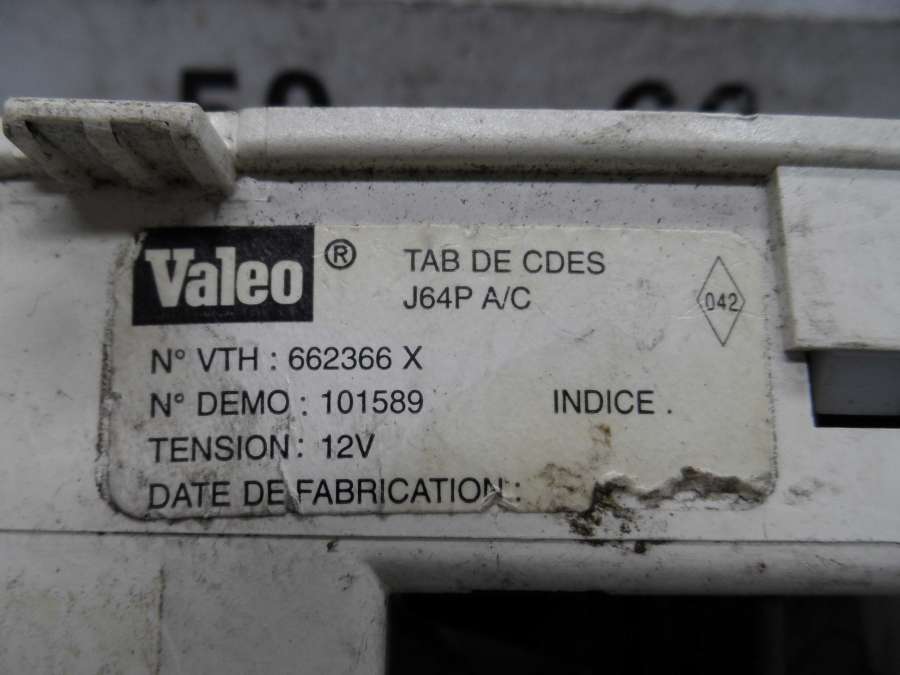 Valeo ® TAB DE CDES
J64P A/C
042
N° VTH : 662366 X
N° DEMO : 101589 INDICE .
TENSION : 12V
DATE DE FABRICATION :